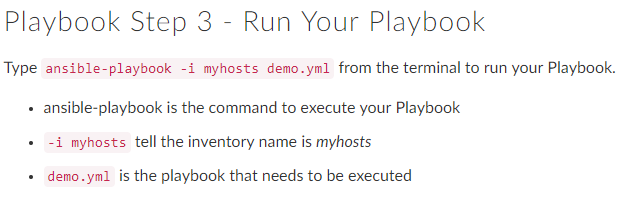 Playbook Step 3 - Run Your Playbook
Type ansible-playbook -i myhosts demo.yml from the terminal to run your Playbook.
• ansible-playbook is the command to execute your Playbook
• -i myhosts tell the inventory name is myhosts
• demo.yml is the playbook that needs to be executed